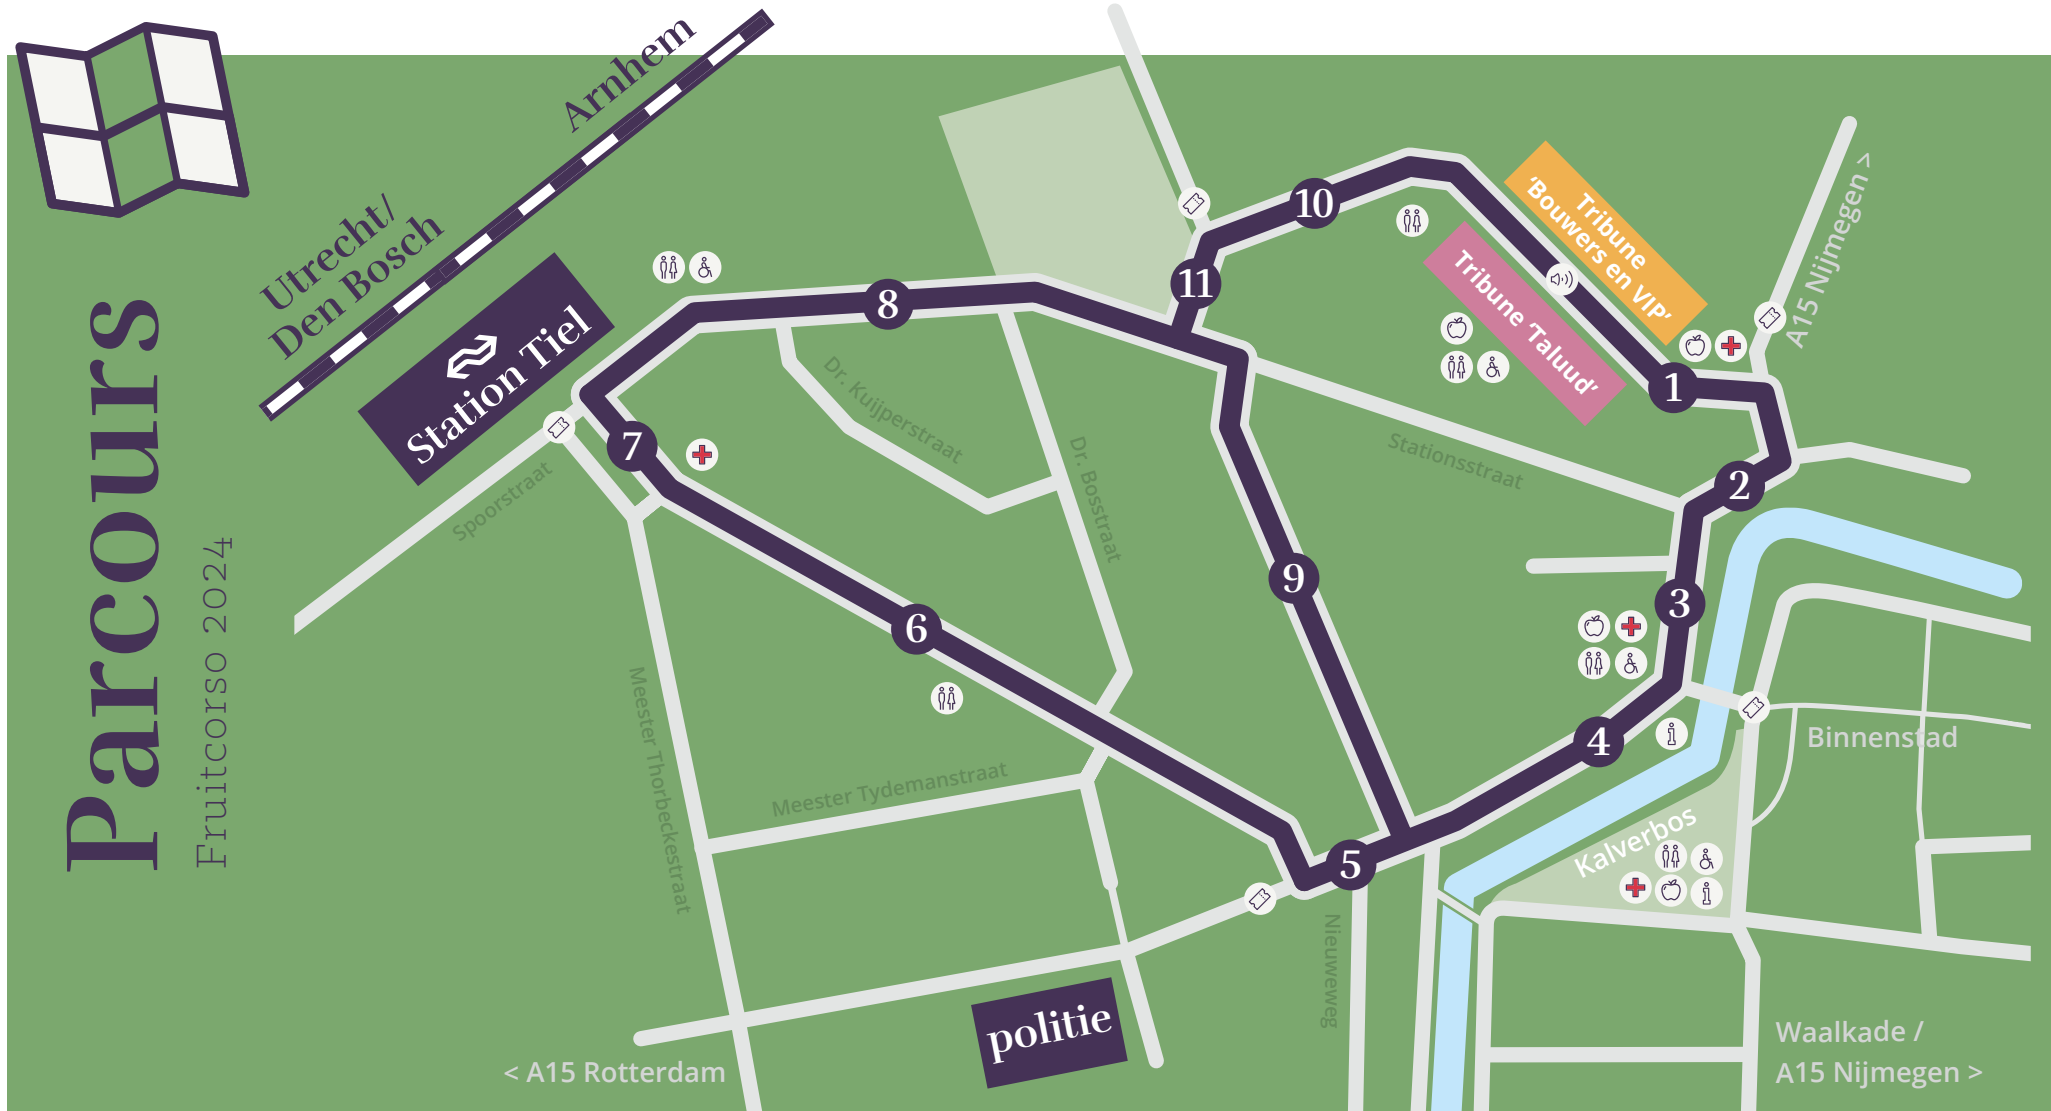 Parcours
Fruitcorso 2024
Utrecht/
Den Bosch
Arnhem
Station Tiel
Spoorstraat
Dr. Kuijperstraat
Dr. Bosstraat
Stationsstraat
Meester Thorbeckestraat
Meester Tydemanstraat
Nieuweweg
Tribune
‘Bouwers en VIP’
Tribune ‘Taluud’
A15 Nijmegen >
10
11
8
1
7
2
9
3
6
4
5
i
Binnenstad
Kalverbos
i
politie
< A15 Rotterdam
Waalkade /
A15 Nijmegen >